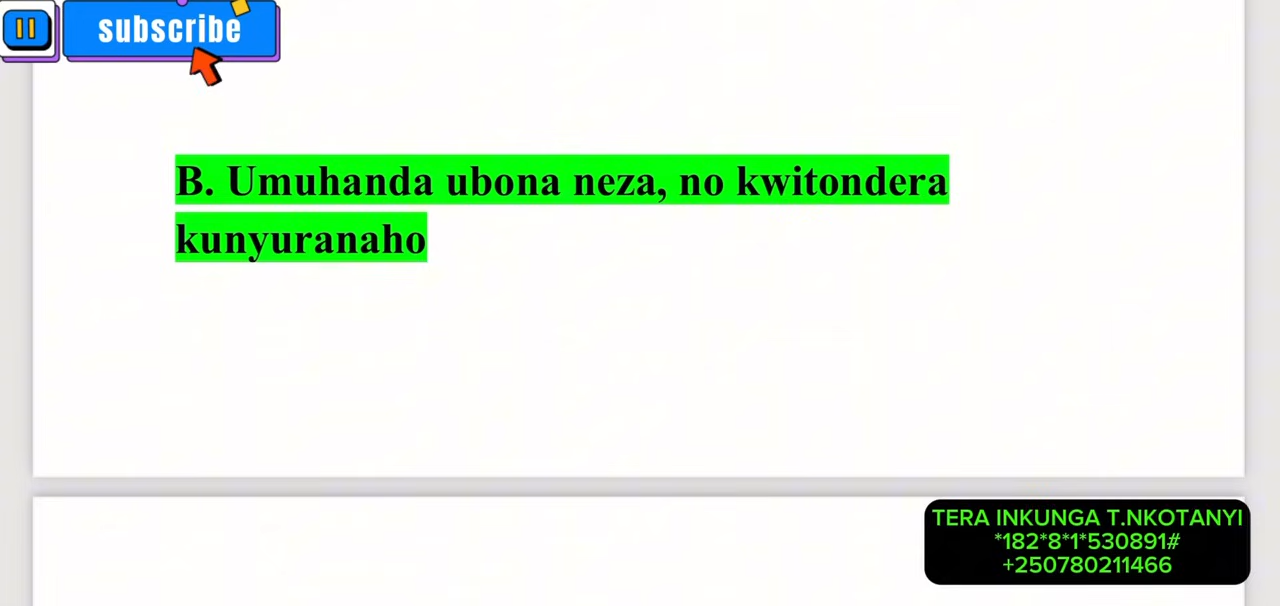 subscribe
B. Umuhanda ubona neza, no kwitondera
kunyuranaho
TERA INKUNGA T.NKOTANYI
*182*8*1*530891#
+250780211466